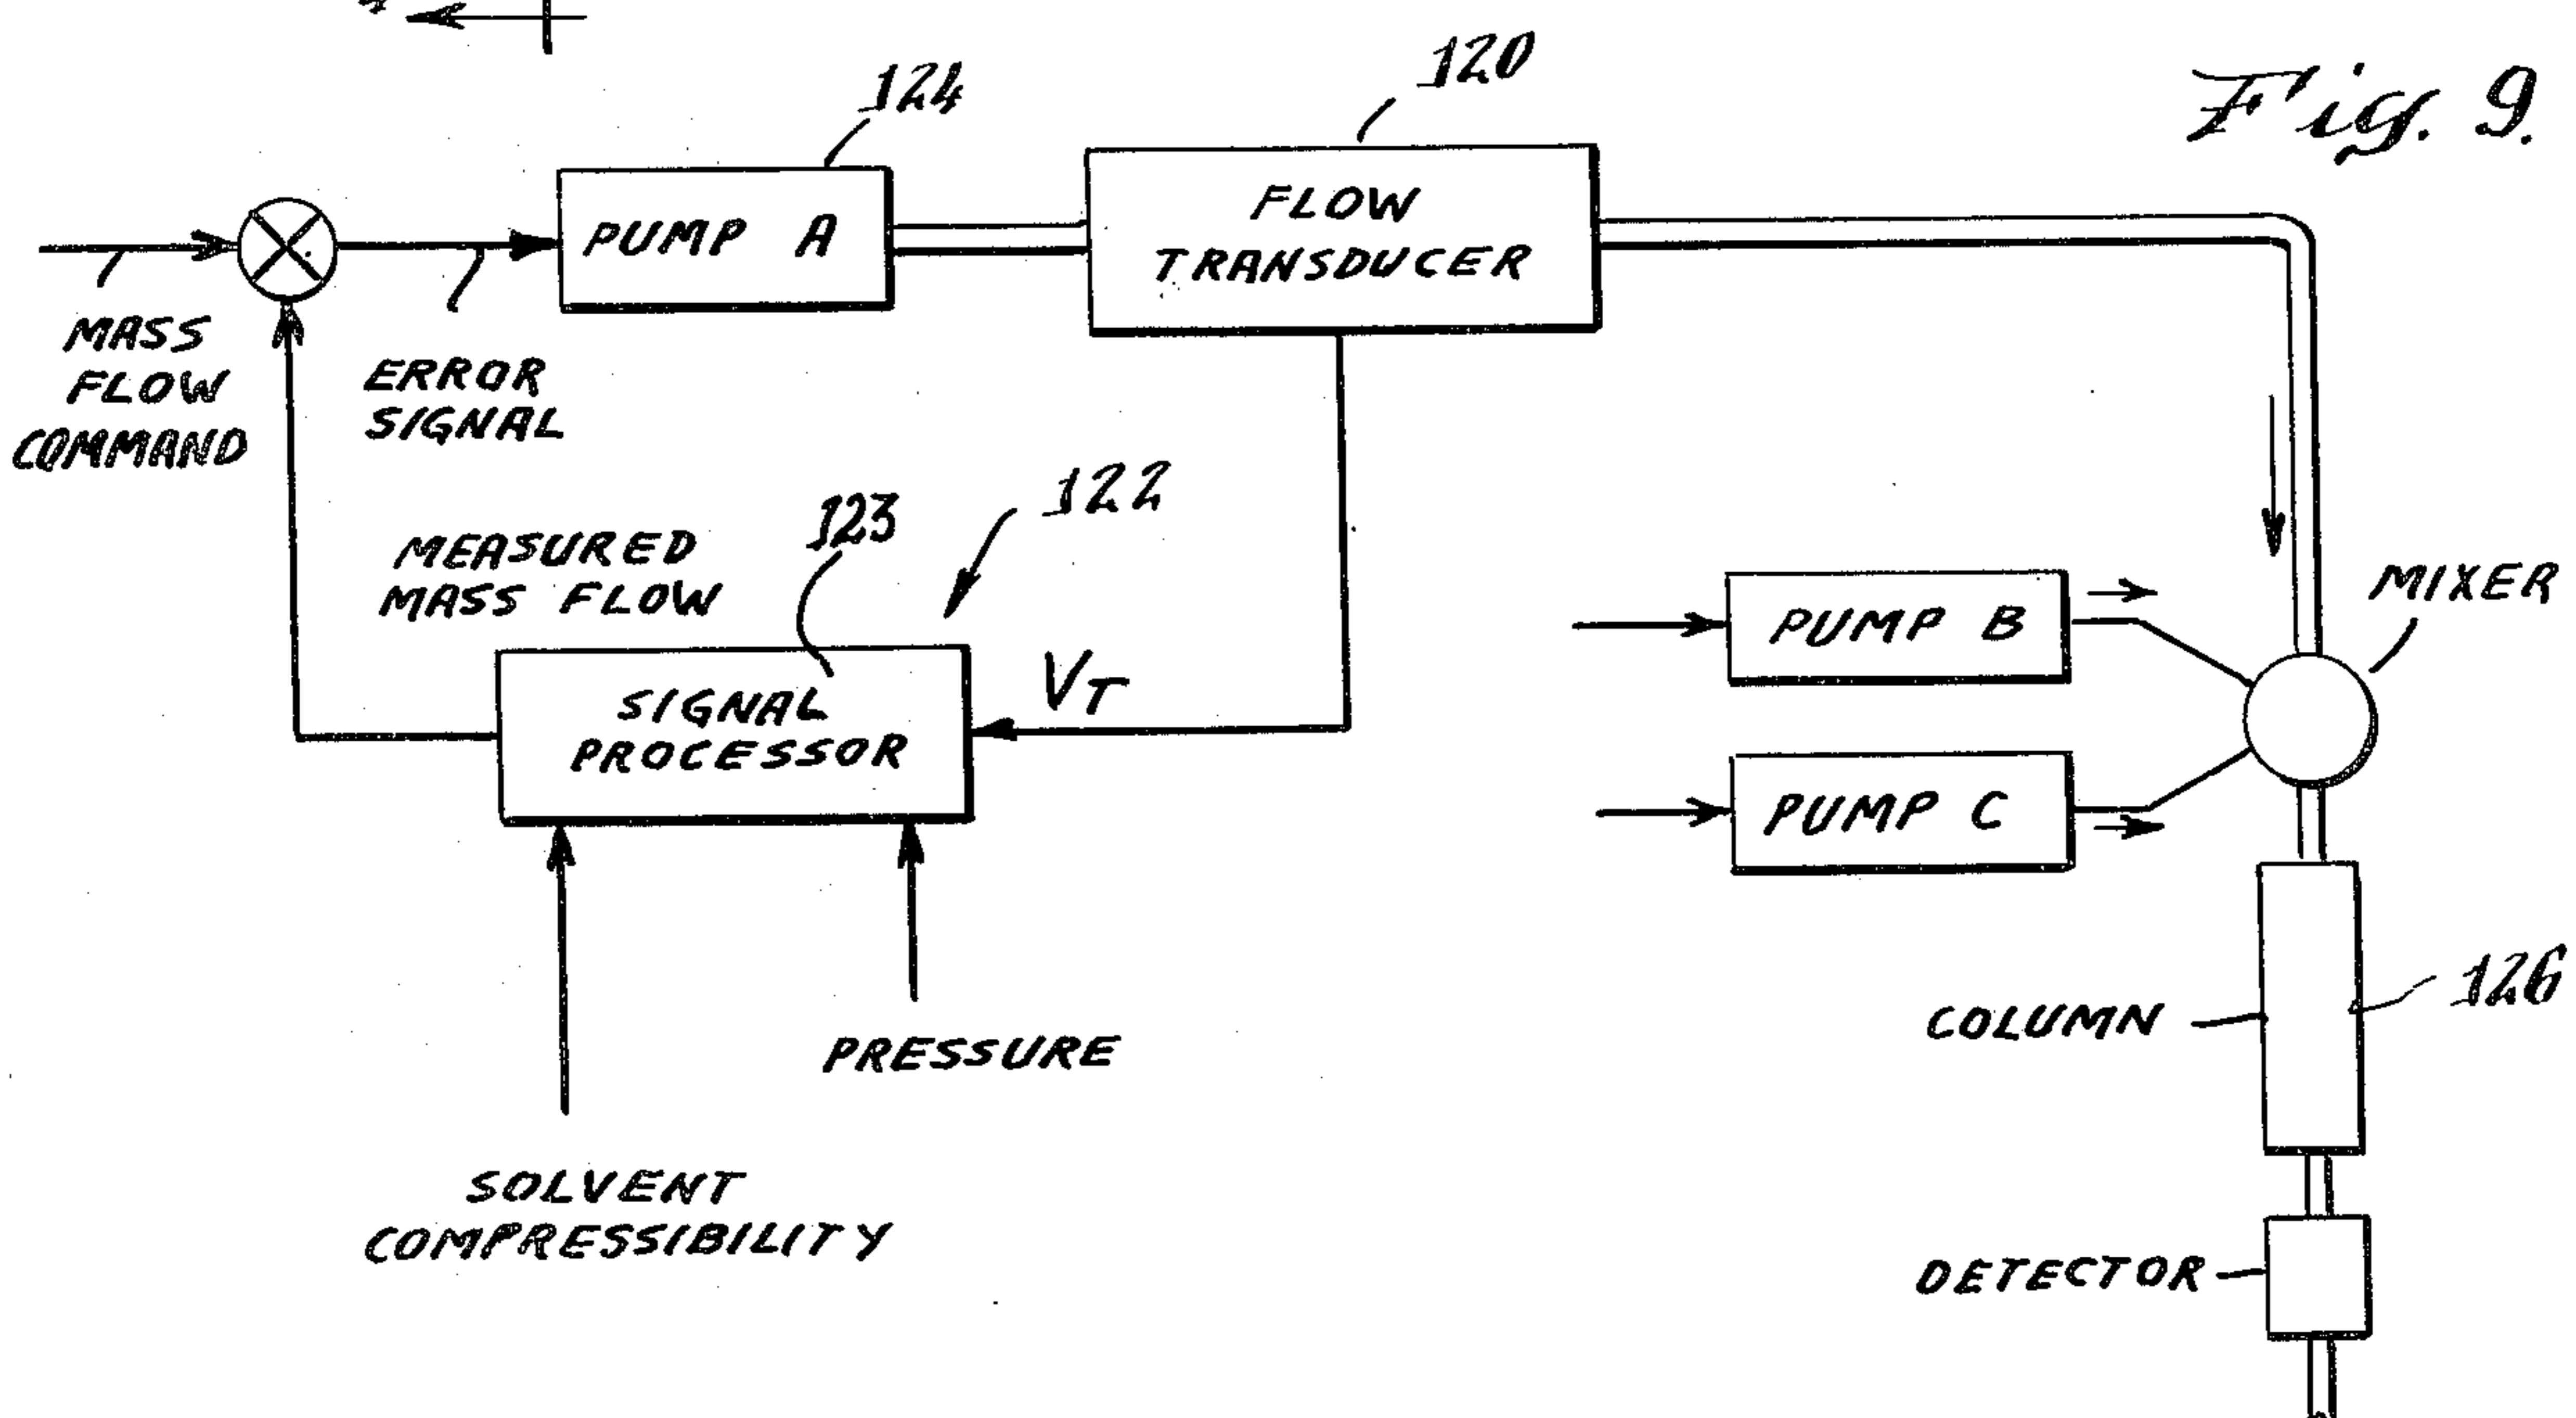 124
120
Fig. 9.
PUMP A
FLOW
TRANSDUCER
MASS
FLOW
COMMAND
ERROR
SIGNAL
MEASURED
MASS FLOW
123
122
SIGNAL
PROCESSOR
VT
PUMP B
MIXER
PUMP C
PRESSURE
COLUMN
126
SOLVENT
COMPRESSIBILITY
DETECTOR